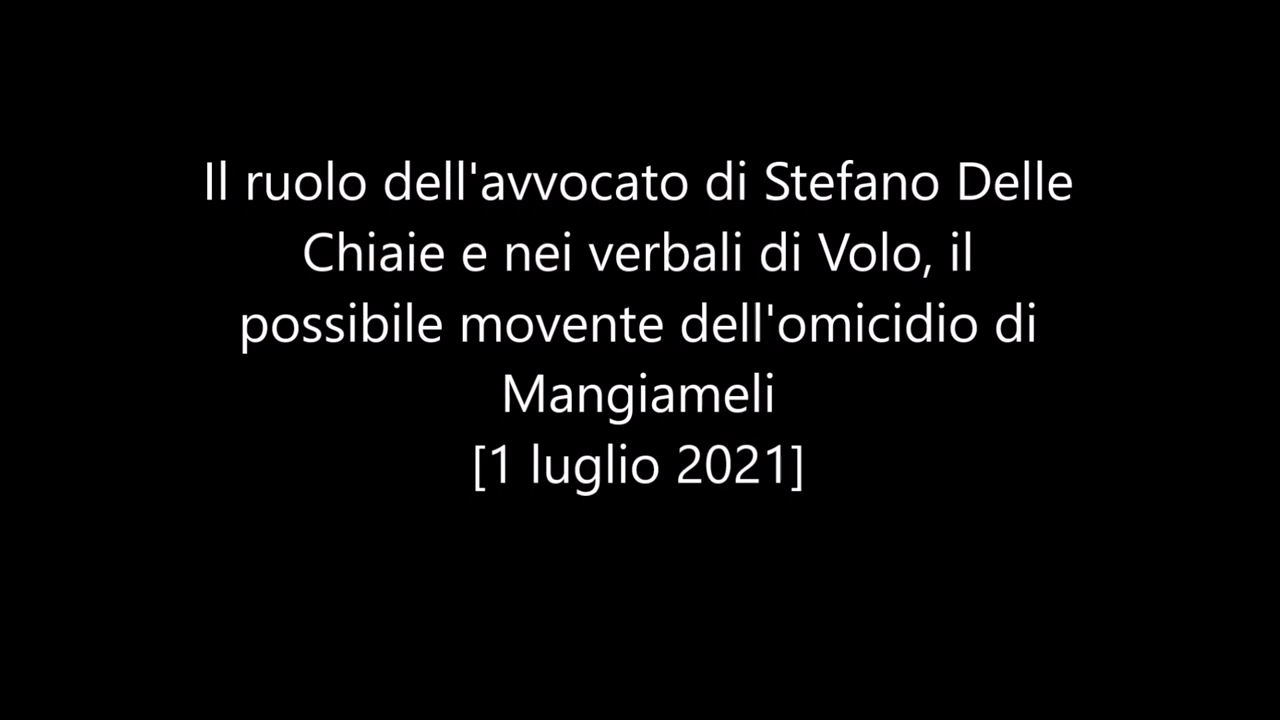 Il ruolo dell'avvocato di Stefano Delle
Chiaie e nei verbali di Volo, il
possibile movente dell'omicidio di
Mangiameli
[1 luglio 2021]